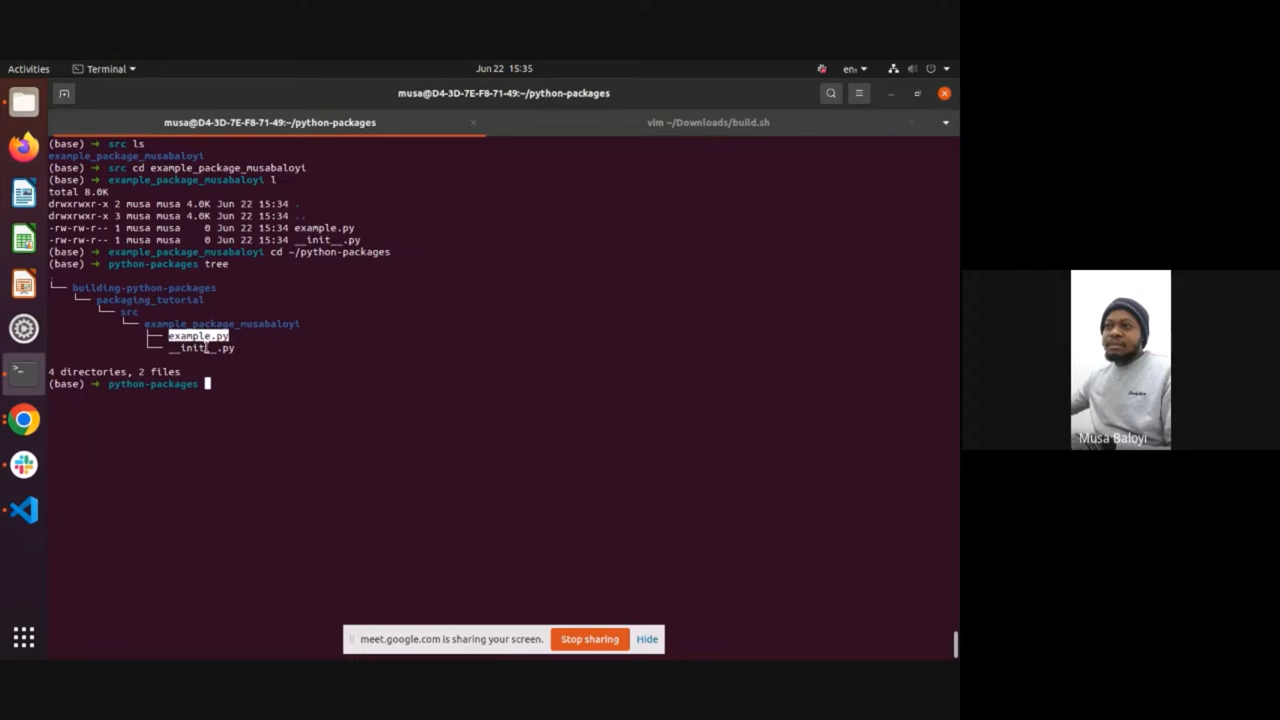 Activities
Terminal
Jun 22 15:35
en₁
musa@D4-3D-7E-F8-71-49:~/python-packages
musa@D4-3D-7E-F8-71-49:~/python-packages
vim ~/Downloads/build.sh
(base) → src ls
example_package_musabaloyi
(base) → src cd example_package_musabaloyi
(base) → example_package_musabaloyi l
total 8.0K
drwxrwxr-x 2 musa musa 4.0K Jun 22 15:34 .
drwxrwxr-x 3 musa musa 4.0K Jun 22 15:34 ..
-rw-rw-r-- 1 musa musa    0 Jun 22 15:34 example.py
-rw-rw-r-- 1 musa musa    0 Jun 22 15:34 __init__.py
(base) → example_package_musabaloyi cd ~/python-packages
(base) → python-packages tree
.
└── building-python-packages
    └── packaging_tutorial
        └── src
            └── example_package_musabaloyi
                ├── example.py
                └── __init__.py
4 directories, 2 files
(base) → python-packages
meet.google.com is sharing your screen.
Stop sharing
Hide
Musa Baloyi